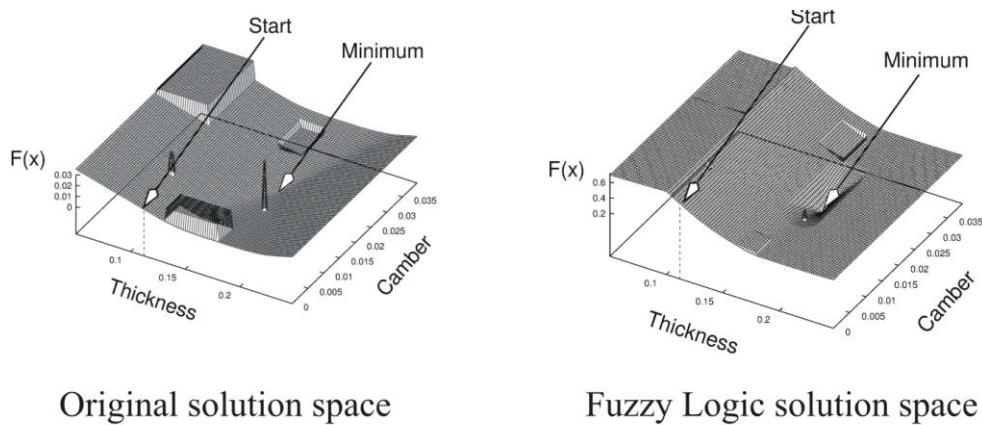 Start
Minimum
F(x)
0.03
0.02
0.01
0
0.1
0.15
0.2
Thickness
0
0.005
0.01
0.015
0.02
0.025
0.03
0.035
Camber
Original solution space
Start
Minimum
F(x)
0.6
0.4
0.2
0.1
0.15
0.2
Thickness
0
0.005
0.01
0.015
0.02
0.025
0.03
0.035
Camber
Fuzzy Logic solution space